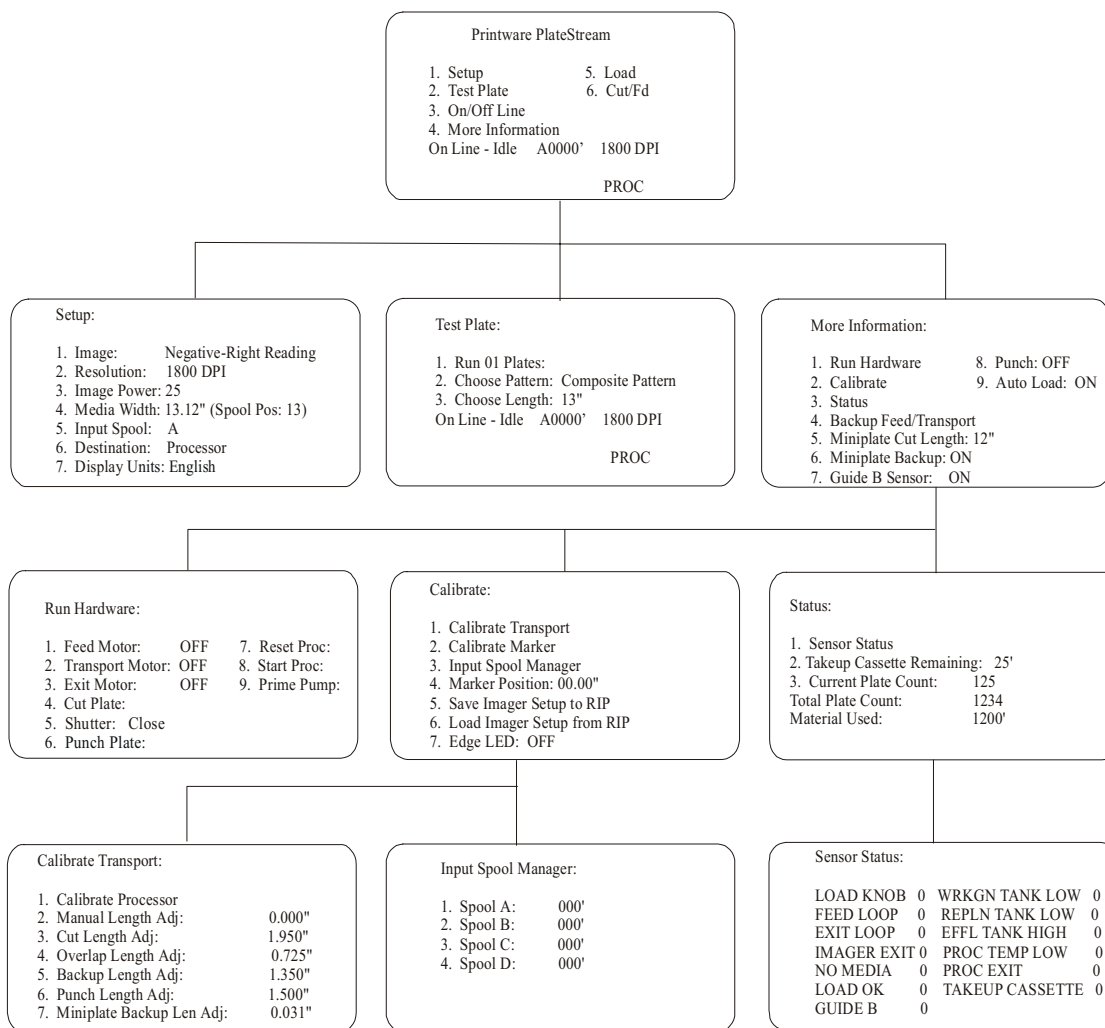 Printware PlateStream
1. Setup 5. Load
2. Test Plate 6. Cut/Fd
3. On/Off Line
4. More Information
On Line - Idle A0000’ 1800 DPI
PROC
Setup:
1. Image: Negative-Right Reading
2. Resolution: 1800 DPI
3. Image Power: 25
4. Media Width: 13.12" (Spool Pos: 13)
5. Input Spool: A
6. Destination: Processor
7. Display Units: English
Test Plate:
1. Run 01 Plates:
2. Choose Pattern: Composite Pattern
3. Choose Length: 13"
On Line - Idle A0000’ 1800 DPI
PROC
More Information:
1. Run Hardware 8. Punch: OFF
2. Calibrate 9. Auto Load: ON
3. Status
4. Backup Feed/Transport
5. Miniplate Cut Length: 12"
6. Miniplate Backup: ON
7. Guide B Sensor: ON
Run Hardware:
1. Feed Motor: OFF 7. Reset Proc:
2. Transport Motor: OFF 8. Start Proc:
3. Exit Motor: OFF 9. Prime Pump:
4. Cut Plate:
5. Shutter: Close
6. Punch Plate:
Calibrate:
1. Calibrate Transport
2. Calibrate Marker
3. Input Spool Manager
4. Marker Position: 00.00"
5. Save Imager Setup to RIP
6. Load Imager Setup from RIP
7. Edge LED: OFF
Status:
1. Sensor Status
2. Takeup Cassette Remaining: 25'
3. Current Plate Count: 125
Total Plate Count: 1234
Material Used: 1200'
Calibrate Transport:
1. Calibrate Processor
2. Manual Length Adj: 0.000"
3. Cut Length Adj: 1.950"
4. Overlap Length Adj: 0.725"
5. Backup Length Adj: 1.350"
6. Punch Length Adj: 1.500"
7. Miniplate Backup Len Adj: 0.031"
Input Spool Manager:
1. Spool A: 000'
2. Spool B: 000'
3. Spool C: 000'
4. Spool D: 000'
Sensor Status:
LOAD KNOB 0 WRKGN TANK LOW 0
FEED LOOP 0 REPLN TANK LOW 0
EXIT LOOP 0 EFFL TANK HIGH 0
IMAGER EXIT 0 PROC TEMP LOW 0
NO MEDIA 0 PROC EXIT 0
LOAD OK 0 TAKEUP CASSETTE 0
GUIDE B 0